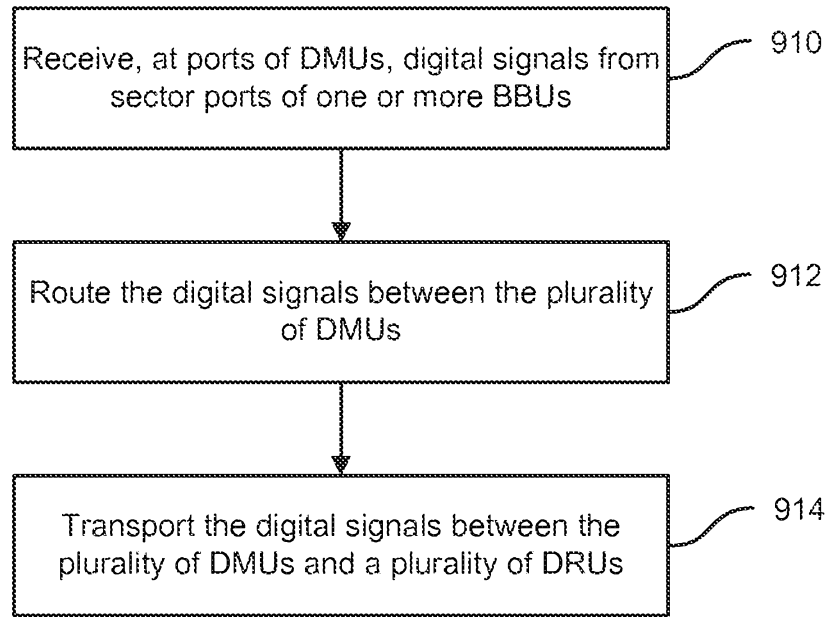 Receive, at ports of DMUs, digital signals from
sector ports of one or more BBUs
910
Route the digital signals between the plurality
of DMUs
912
Transport the digital signals between the
plurality of DMUs and a plurality of DRUs
914